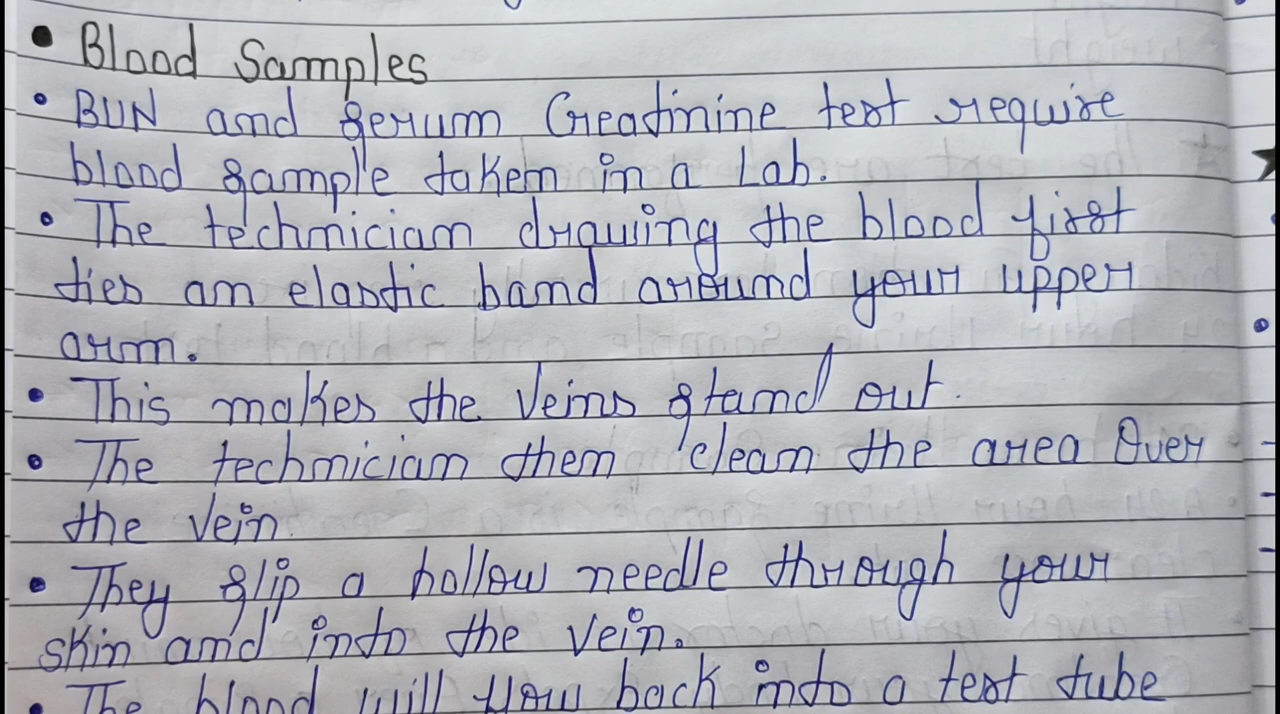 • Blood Samples
• BUN and serum Creatinine test require
blood sample taken in a Lab.
• The technician drawing the blood first
ties an elastic band around your upper
arm.
• This makes the veins stand out.
• The technician then clean the area Over
the vein
• They slip a hollow needle through your
skin and into the vein.
• The blood will flow back into a test tube